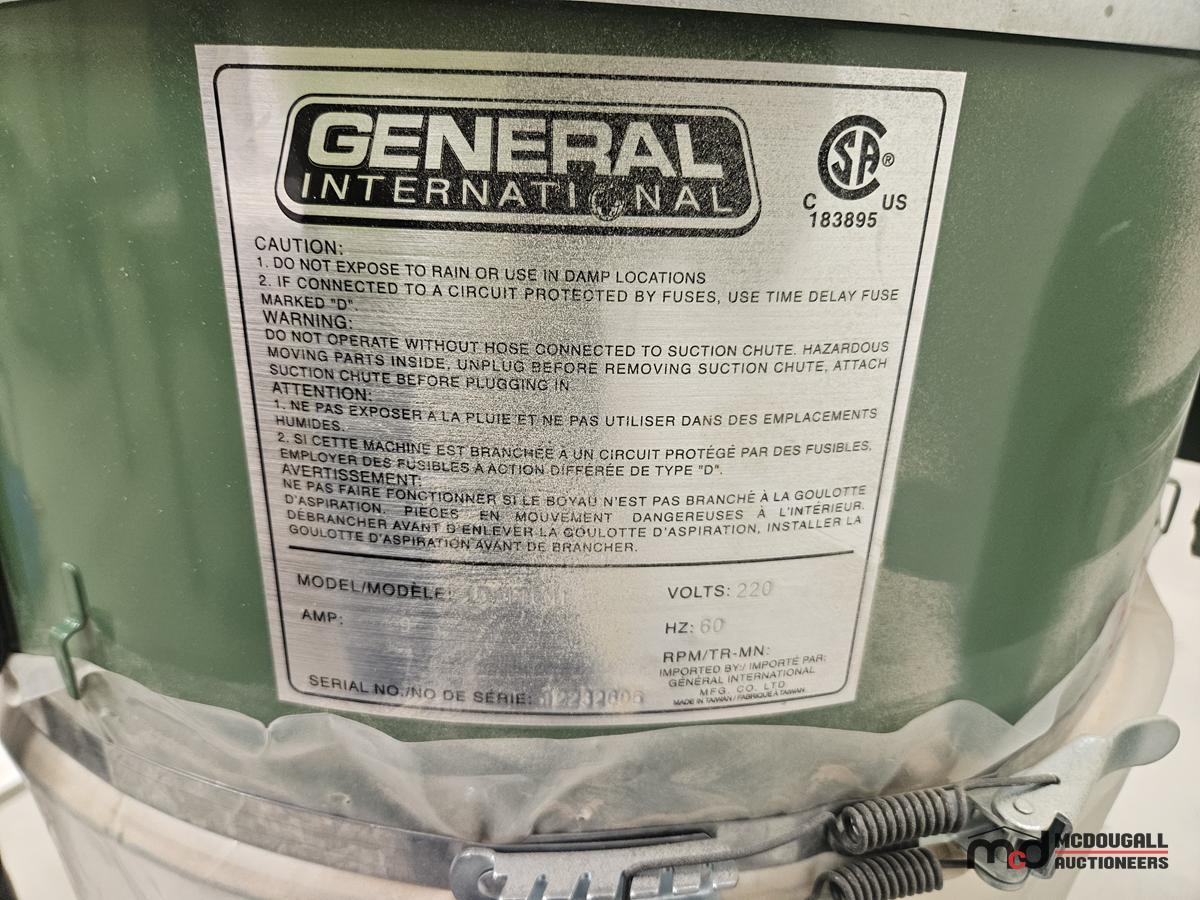 GENERAL
INTERNATIONAL
SA®
C US
183895
CAUTION:
1. DO NOT EXPOSE TO RAIN OR USE IN DAMP LOCATIONS
2. IF CONNECTED TO A CIRCUIT PROTECTED BY FUSES, USE TIME DELAY FUSE
MARKED "D".
WARNING:
DO NOT OPERATE WITHOUT HOSE CONNECTED TO SUCTION CHUTE. HAZARDOUS
MOVING PARTS INSIDE, UNPLUG BEFORE REMOVING SUCTION CHUTE, ATTACH
SUCTION CHUTE BEFORE PLUGGING IN.
ATTENTION:
1. NE PAS EXPOSER A LA PLUIE ET NE PAS UTILISER DANS DES EMPLACEMENTS
HUMIDES.
2. SI CETTE MACHINE EST BRANCHÉE À UN CIRCUIT PROTÉGÉ PAR DES FUSIBLES,
EMPLOYER DES FUSIBLES À ACTION DIFFÉRÉE DE TYPE "D".
AVERTISSEMENT:
NE PAS FAIRE FONCTIONNER SI LE BOYAU N'EST PAS BRANCHÉ À LA GOULOTTE
D'ASPIRATION. PIECES EN MOUVEMENT DANGEREUSES À L'INTÉRIEUR.
DÉBRANCHER AVANT D'ENLEVER LA GOULOTTE D'ASPIRATION, INSTALLER LA
GOULOTTE D'ASPIRATION AVANT DE BRANCHER.
MODEL/MODÈLE:
VOLTS: 220
AMP:
HZ: 60
RPM/TR-MN:
IMPORTED BY:/ IMPORTÉ PAR:
GÉNÉRAL INTERNATIONAL
MFG. CO. LTD.
MADE IN TAIWAN / FABRIQUÉ À TAIWAN
SERIAL NO./NO DE SÉRIE:
mcd MCDOUGALL
AUCTIONEERS